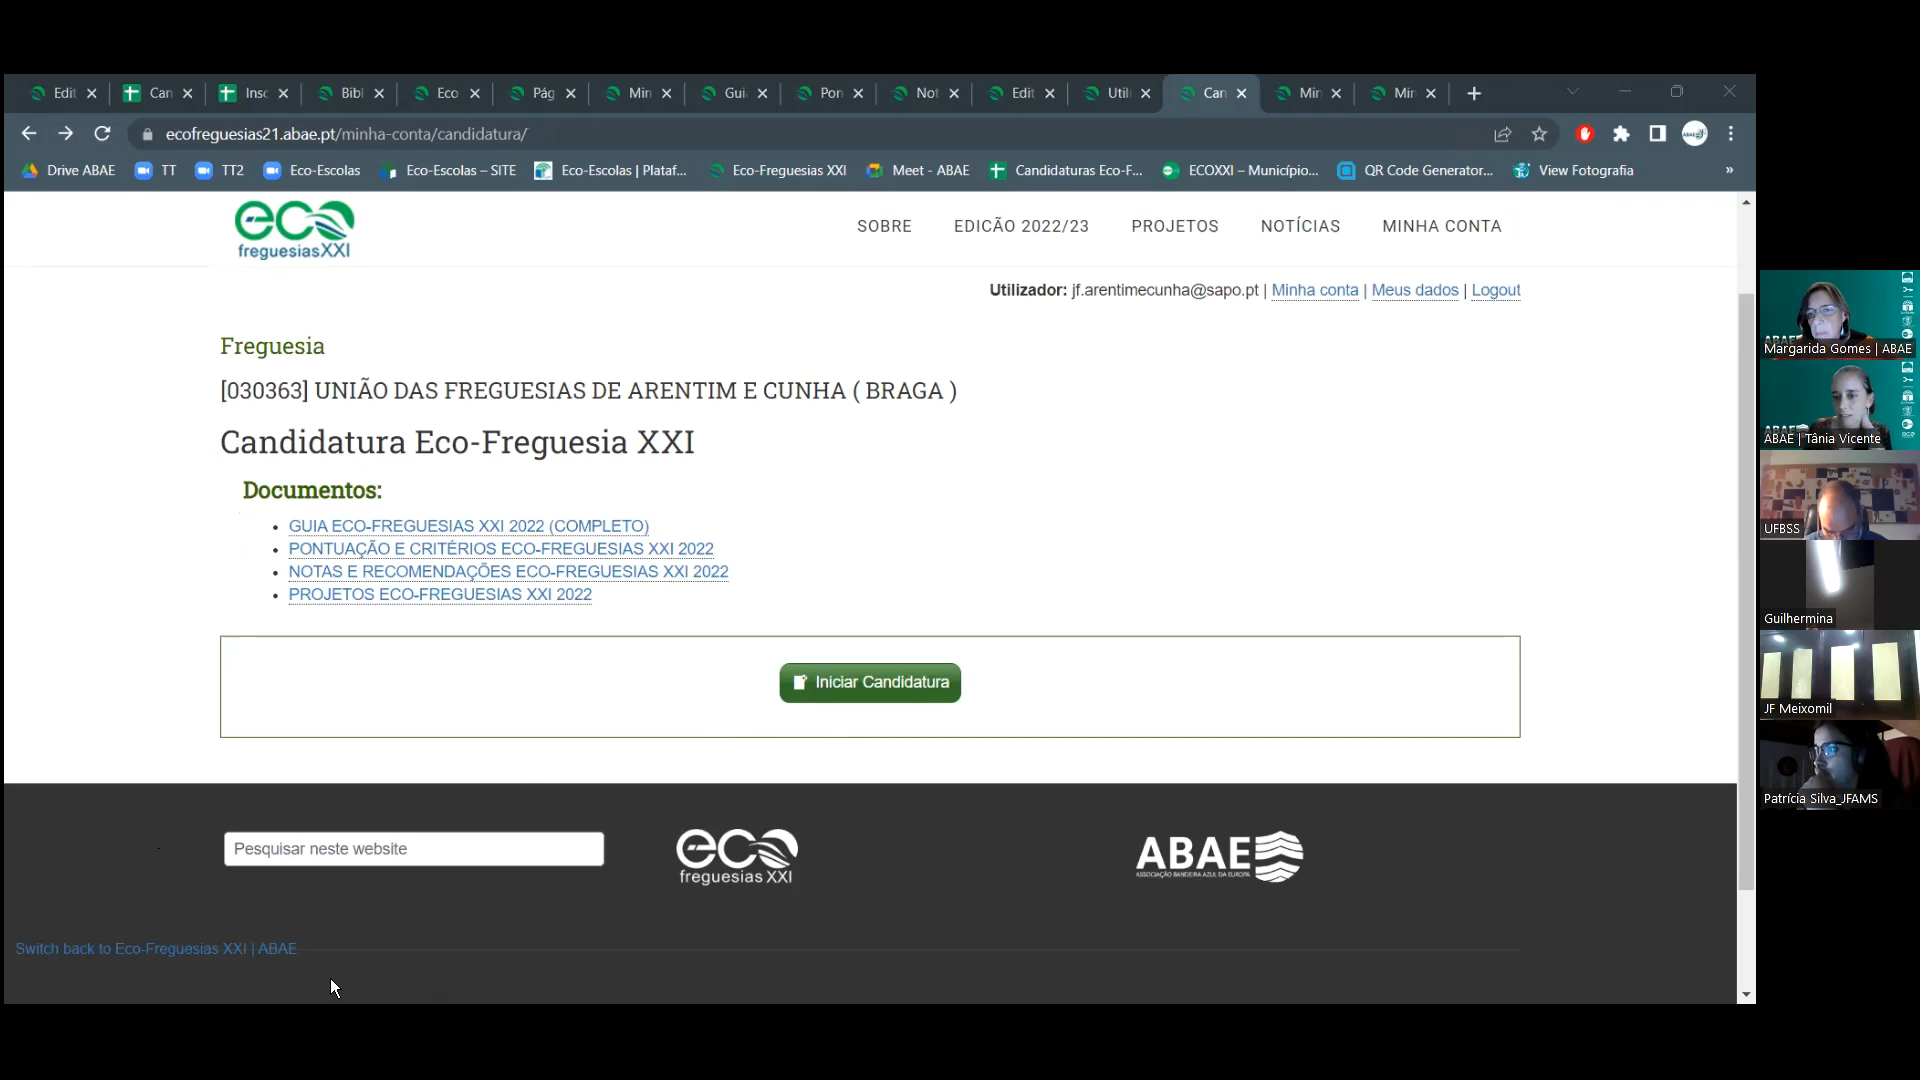 Edit
Can
Insc
Bibl
Eco
Pág
Min
Gui
Pon
Not
Edit
Utili
Can
Min
Min
ecofreguesias21.abae.pt/minha-conta/candidatura/
Drive ABAE
TT
TT2
Eco-Escolas
Eco-Escolas – SITE
Eco-Escolas | Plataf...
Eco-Freguesias XXI
Meet - ABAE
Candidaturas Eco-F...
ECOXXI – Município...
QR Code Generator...
View Fotografia
»
eco
freguesiasXXI
SOBRE
EDIÇÃO 2022/23
PROJETOS
NOTÍCIAS
MINHA CONTA
Utilizador: jf.arentimecunha@sapo.pt | Minha conta | Meus dados | Logout
Freguesia
[030363] UNIÃO DAS FREGUESIAS DE ARENTIM E CUNHA ( BRAGA )
Candidatura Eco-Freguesia XXI
Documentos:
• GUIA ECO-FREGUESIAS XXI 2022 (COMPLETO)
• PONTUAÇÃO E CRITÉRIOS ECO-FREGUESIAS XXI 2022
• NOTAS E RECOMENDAÇÕES ECO-FREGUESIAS XXI 2022
• PROJETOS ECO-FREGUESIAS XXI 2022
Iniciar Candidatura
Pesquisar neste website
eco
freguesias XXI
ABAE
ASSOCIAÇÃO BANDEIRA AZUL DA EUROPA
Switch back to Eco-Freguesias XXI | ABAE
Margarida Gomes | ABAE
ABAE | Tânia Vicente
UFBSS
Guilhermina
JF Meixomil
Patrícia Silva_JFAMS